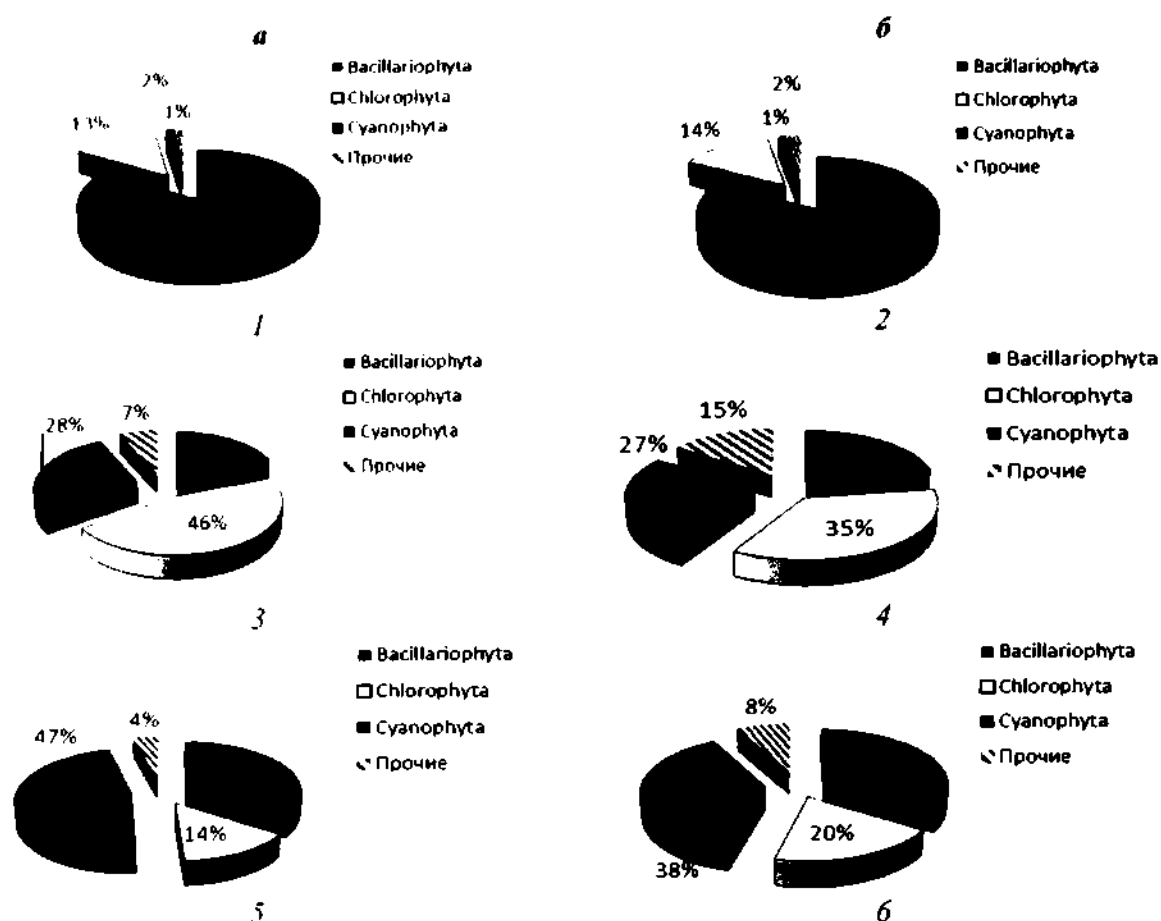 а
2%
1%
13%
Bacillariophyta
Chlorophyta
Cyanophyta
Прочие
1
б
2%
1%
14%
Bacillariophyta
Chlorophyta
Cyanophyta
Прочие
2
28%
7%
46%
Bacillariophyta
Chlorophyta
Cyanophyta
Прочие
3
15%
27%
35%
Bacillariophyta
Chlorophyta
Cyanophyta
Прочие
4
47%
4%
14%
Bacillariophyta
Chlorophyta
Cyanophyta
Прочие
5
8%
38%
20%
Bacillariophyta
Chlorophyta
Cyanophyta
Прочие
6